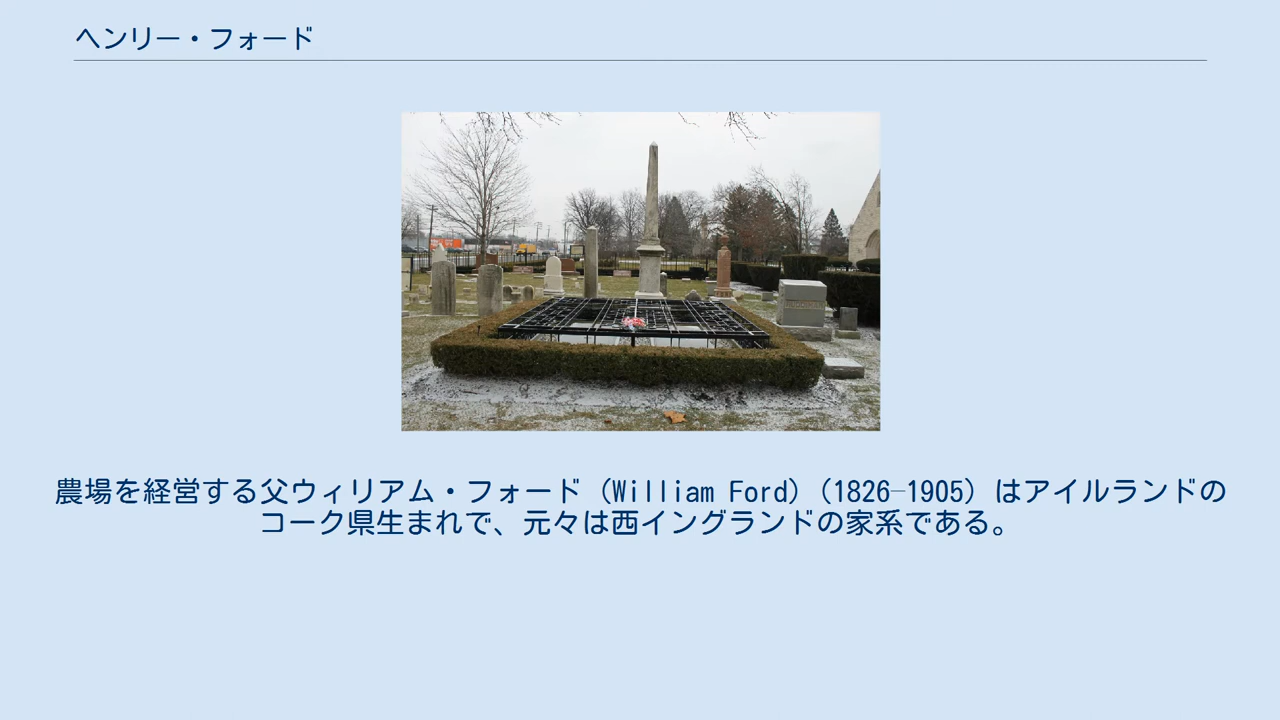 ヘンリー・フォード
農場を経営する父ウィリアム・フォード (William Ford) (1826–1905) はアイルランドの
コーク県生まれで、元々は西イングランドの家系である。